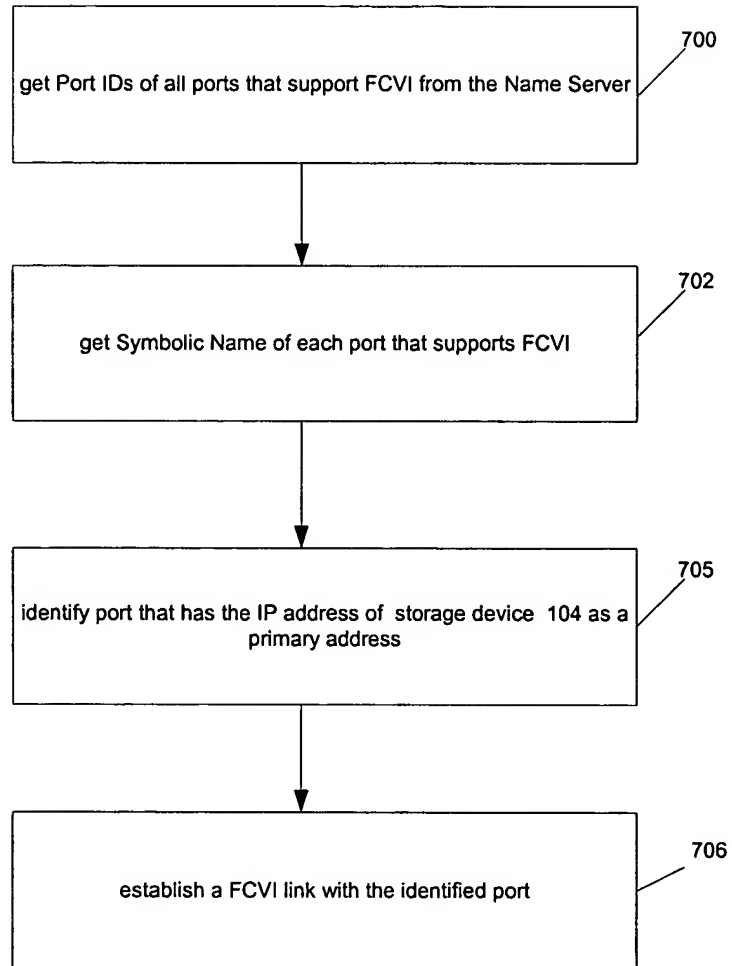 700
get Port IDs of all ports that support FCVI from the Name Server
702
get Symbolic Name of each port that supports FCVI
705
identify port that has the IP address of storage device 104 as a
primary address
706
establish a FCVI link with the identified port